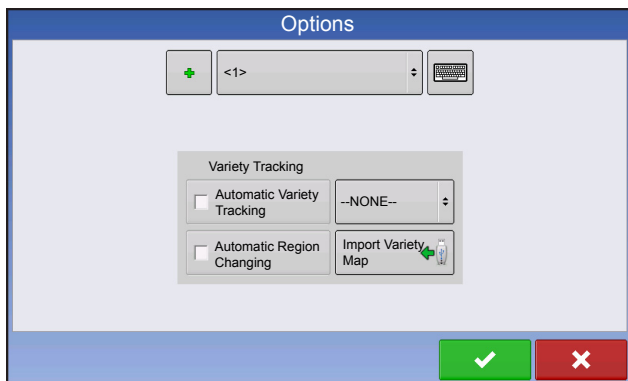 Options
<1>
Variety Tracking
Automatic Variety
Tracking
--NONE--
Automatic Region
Changing
Import Variety
Map